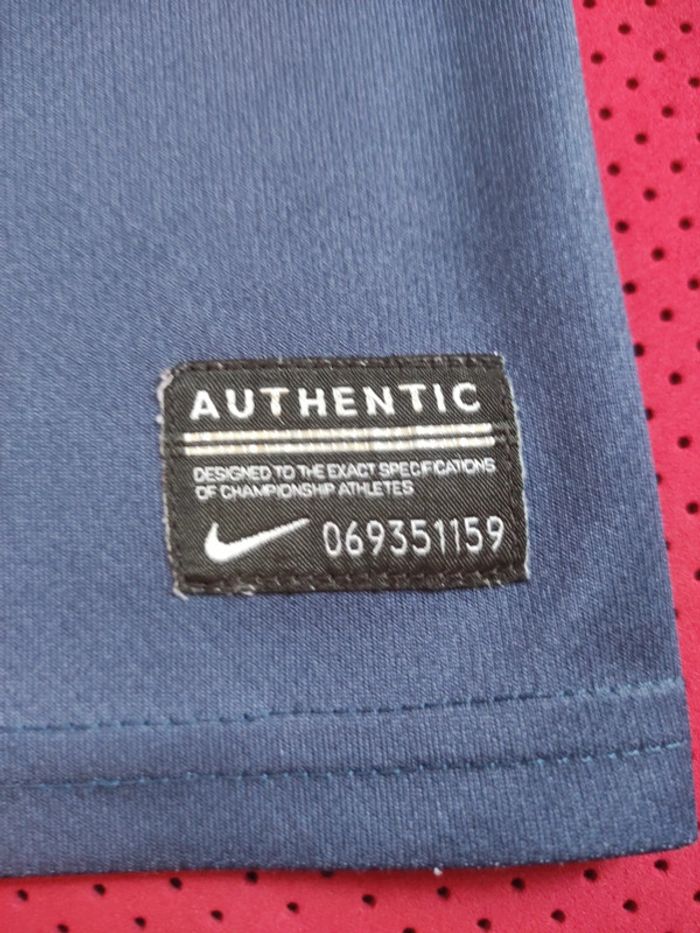 AUTHENTIC
DESIGNED TO THE EXACT SPECIFICATIONS
OF CHAMPIONSHIP ATHLETES
069351159